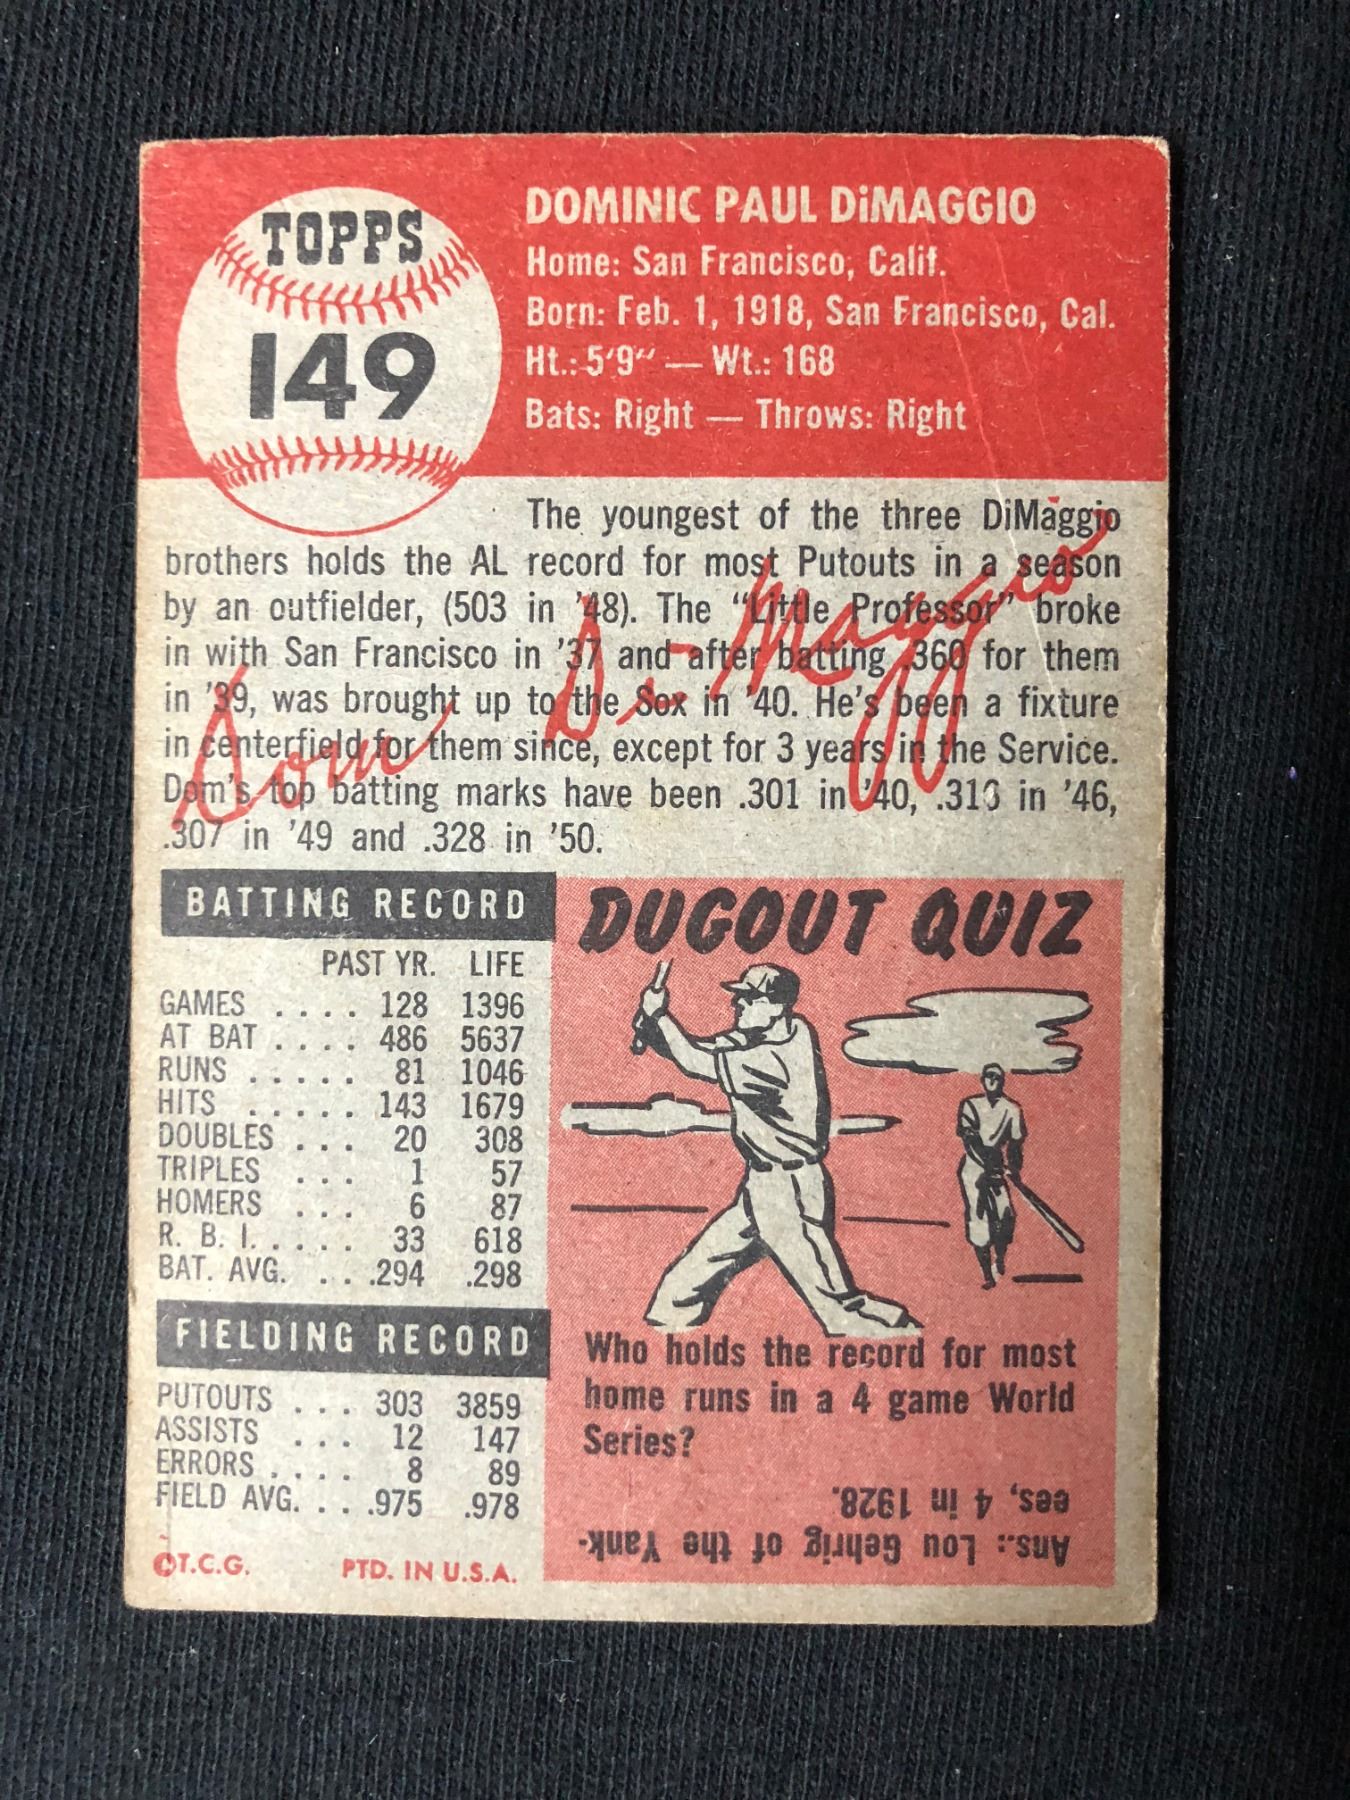 TOPPS
149
DOMINIC PAUL DiMAGGIO
Home: San Francisco, Calif.
Born: Feb. 1, 1918, San Francisco, Cal.
Ht.: 5'9" — Wt.: 168
Bats: Right — Throws: Right
The youngest of the three DiMaggio
brothers holds the AL record for most Putouts in a season
by an outfielder, (503 in '48). The "Little Professor" broke
in with San Francisco in '37 and after batting .360 for them
in '39, was brought up to the Sox in '40. He's been a fixture
in centerfield for them since, except for 3 years in the Service.
Dom's top batting marks have been .301 in '40, .316 in '46,
.307 in '49 and .328 in '50.
Dom DiMaggio
BATTING RECORD
PAST YR. LIFE
GAMES .... 128 1396
AT BAT .... 486 5637
RUNS ..... 81 1046
HITS ..... 143 1679
DOUBLES ... 20 308
TRIPLES ... 1 57
HOMERS ... 6 87
R. B. I. .... 33 618
BAT. AVG. ... .294 .298
FIELDING RECORD
PUTOUTS ... 303 3859
ASSISTS ... 12 147
ERRORS .... 8 89
FIELD AVG. ... .975 .978
©T.C.G. PTD. IN U.S.A.
DUGOUT QUIZ
Who holds the record for most
home runs in a 4 game World
Series?
Ans.: Lou Gehrig of the Yank-
ees, 4 in 1928.